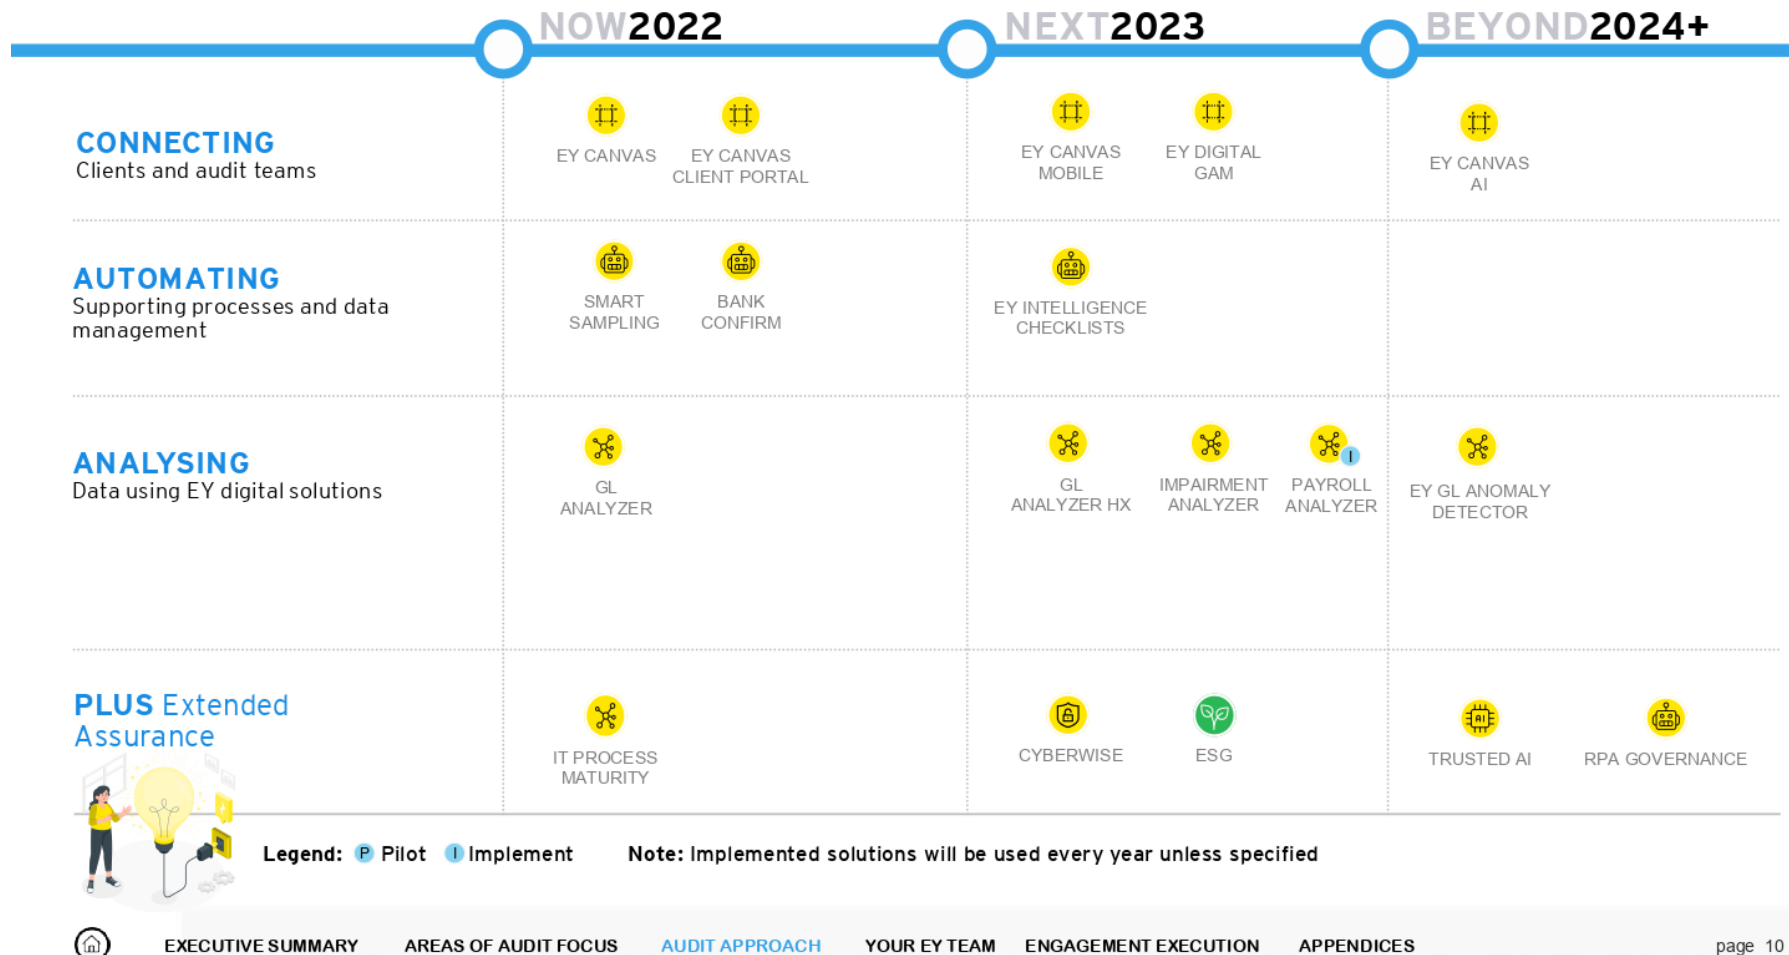 NOW2022
NEXT2023
BEYOND2024+
CONNECTING
Clients and audit teams
EY CANVAS
EY CANVAS
CLIENT PORTAL
EY CANVAS
MOBILE
EY DIGITAL
GAM
EY CANVAS
AI
AUTOMATING
Supporting processes and data
management
SMART
SAMPLING
BANK
CONFIRM
EY INTELLIGENCE
CHECKLISTS
ANALYSING
Data using EY digital solutions
GL
ANALYZER
GL
ANALYZER HX
IMPAIRMENT
ANALYZER
I
PAYROLL
ANALYZER
EY GL ANOMALY
DETECTOR
PLUS Extended
Assurance
IT PROCESS
MATURITY
CYBERWISE
ESG
AI
TRUSTED AI
RPA GOVERNANCE
Legend: P Pilot I Implement Note: Implemented solutions will be used every year unless specified
EXECUTIVE SUMMARY AREAS OF AUDIT FOCUS AUDIT APPROACH YOUR EY TEAM ENGAGEMENT EXECUTION APPENDICES page 10